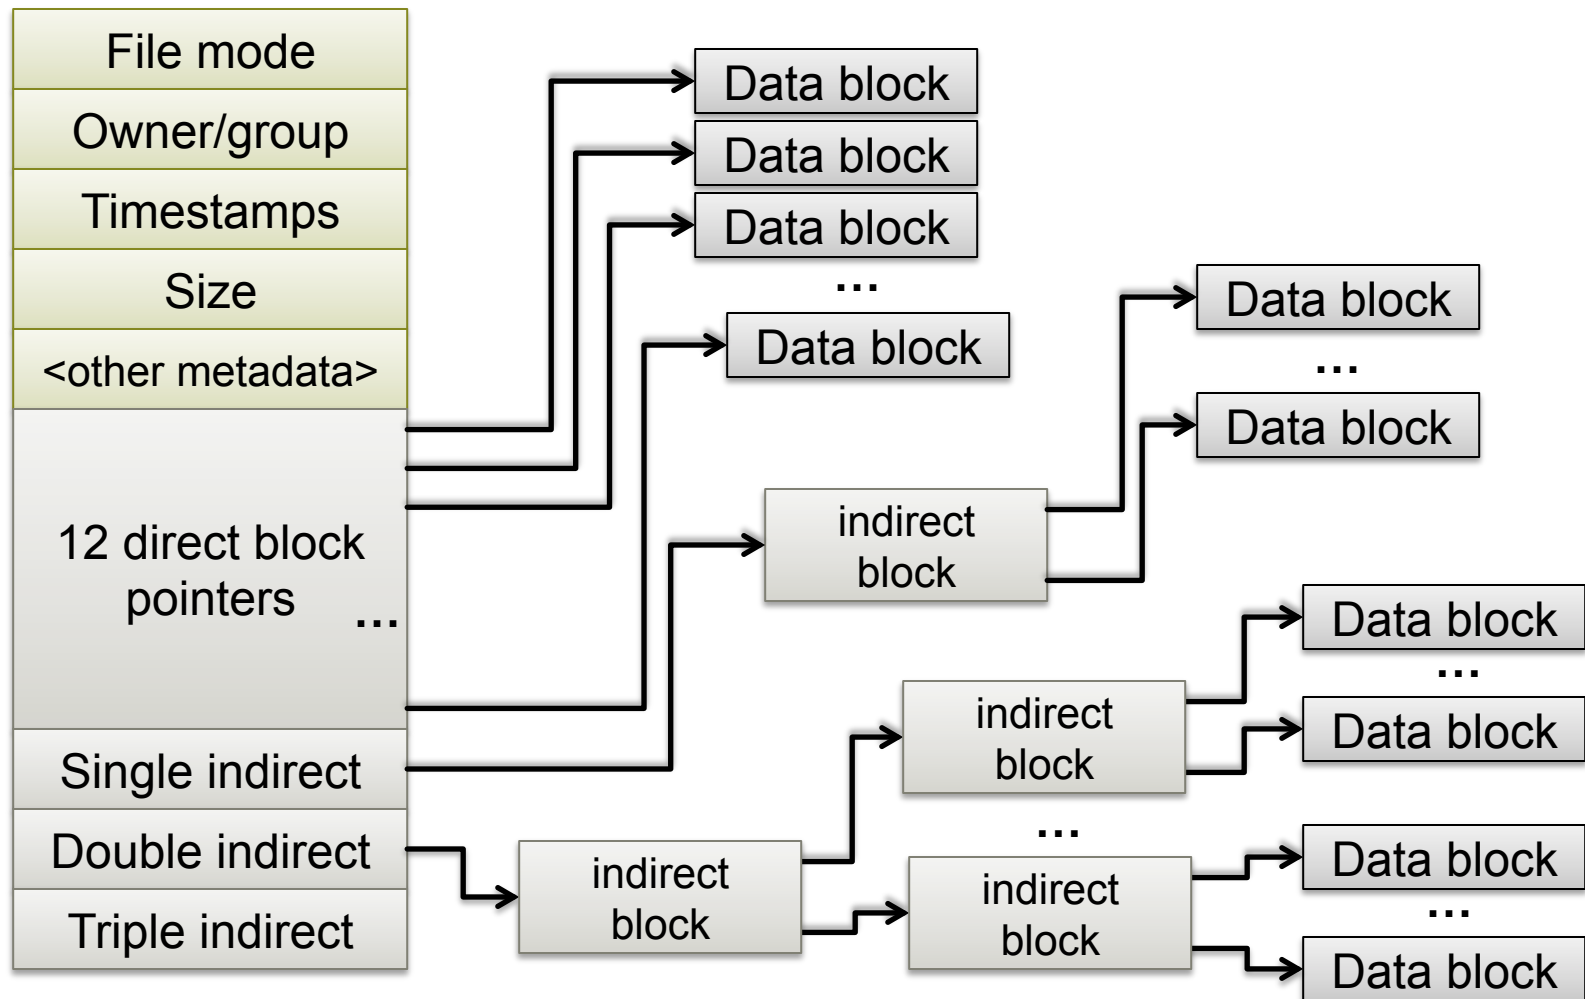 File mode
Owner/group
Timestamps
Size
<other metadata>
12 direct block
pointers
...
Single indirect
Double indirect
Triple indirect
Data block
Data block
Data block
...
Data block
Data block
...
Data block
indirect
block
Data block
...
Data block
indirect
block
...
indirect
block
indirect
block
Data block
...
Data block